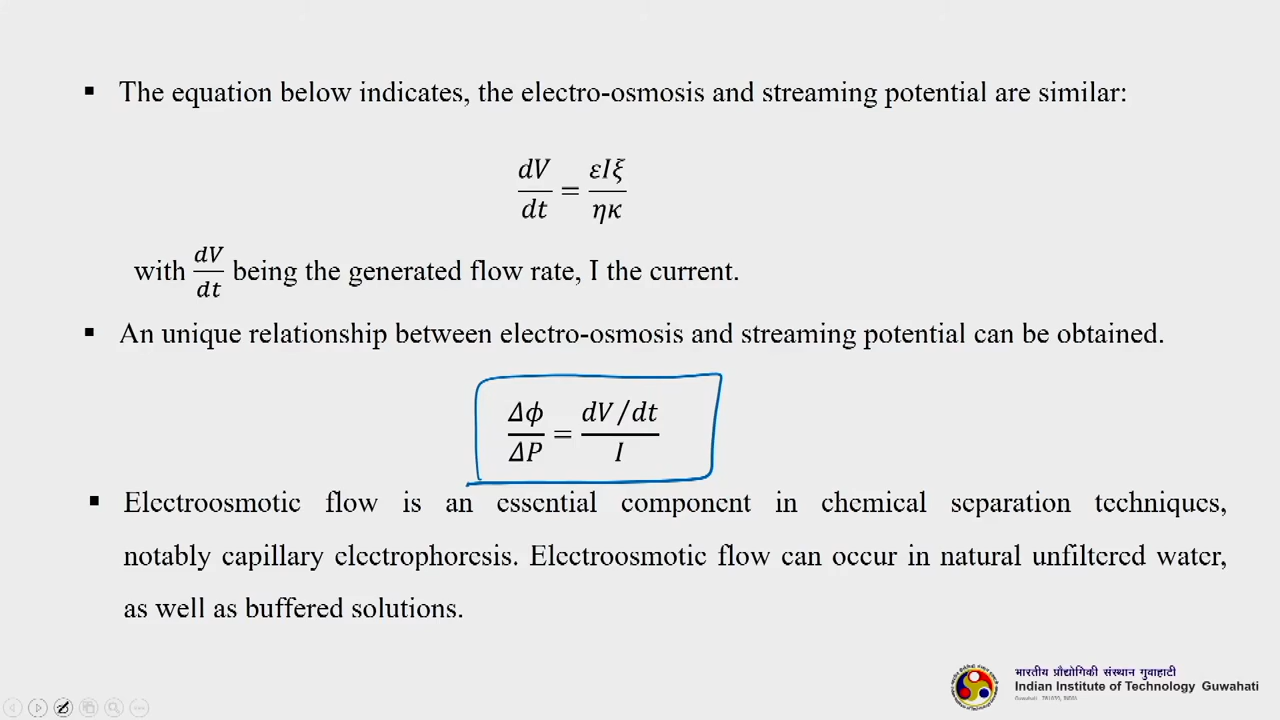 ▪ The equation below indicates, the electro-osmosis and streaming potential are similar:
dV/dt = εIξ/ηκ
with dV/dt being the generated flow rate, I the current.
▪ An unique relationship between electro-osmosis and streaming potential can be obtained.
Δϕ/ΔP = dV/dt/I
▪ Electroosmotic flow is an essential component in chemical separation techniques,
notably capillary electrophoresis. Electroosmotic flow can occur in natural unfiltered water,
as well as buffered solutions.
भारतीय प्रौद्योगिकी संस्थान गुवाहाटी
Indian Institute of Technology Guwahati